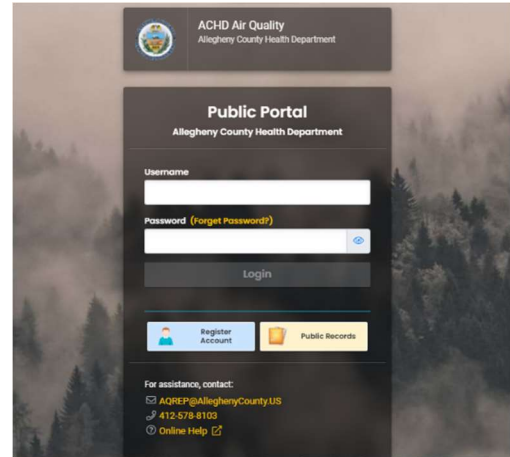 ACHD Air Quality
Allegheny County Health Department
Public Portal
Allegheny County Health Department
Username
Password (Forget Password?)
Login
Register
Account
Public Records
For assistance, contact:
AQREP@AlleghenyCounty.US
412-578-8103
Online Help